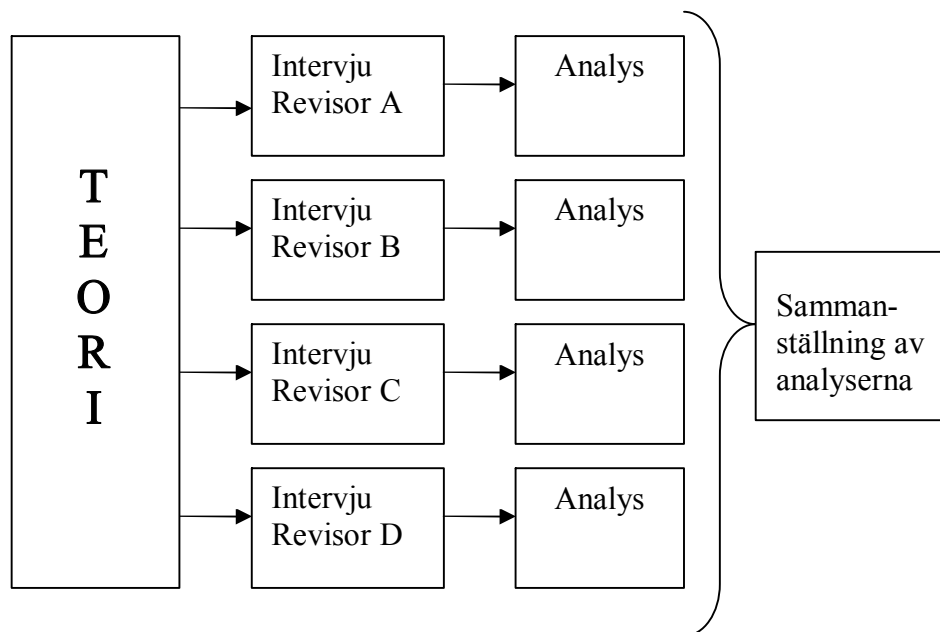 T
E
O
R
I
Intervju
Revisor A
Analys
Intervju
Revisor B
Analys
Intervju
Revisor C
Analys
Intervju
Revisor D
Analys
Samman-
ställning av
analyserna